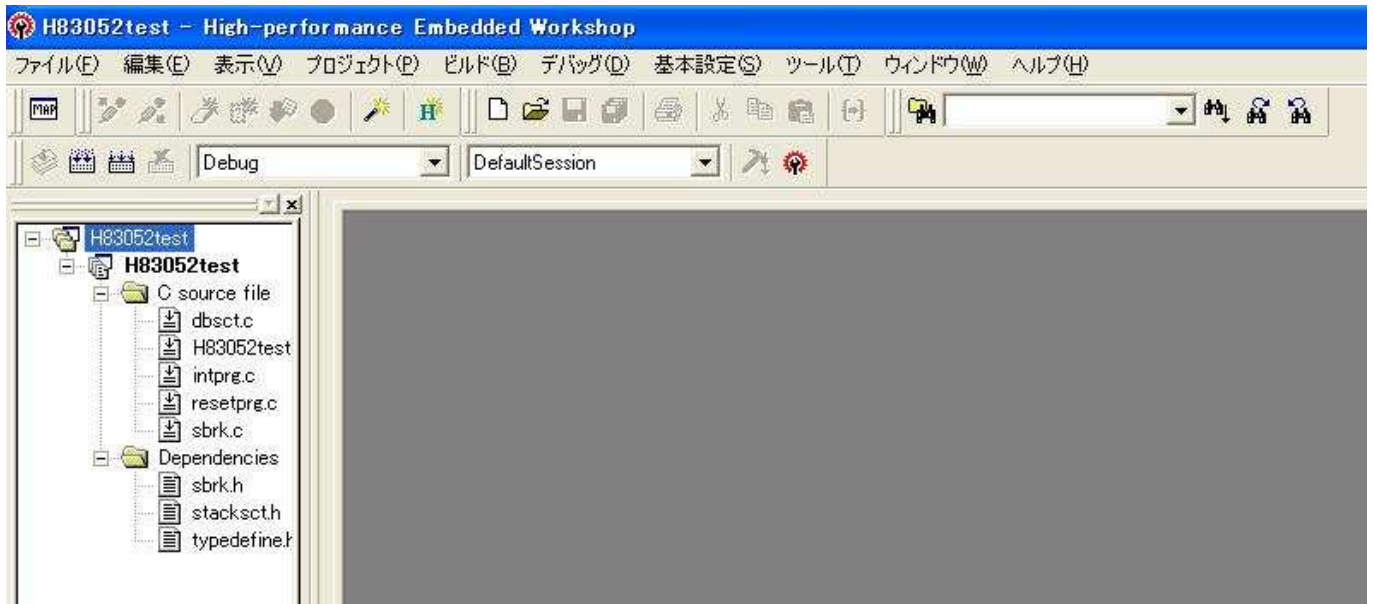 H83052test - High-performance Embedded Workshop
ファイル(F) 編集(E) 表示(V) プロジェクト(P) ビルド(B) デバッグ(D) 基本設定(S) ツール(T) ウィンドウ(W) ヘルプ(H)
MAP
Debug DefaultSession
H83052test
H83052test
C source file
dbsct.c
H83052test
intprg.c
resetprg.c
sbrk.c
Dependencies
sbrk.h
stacksct.h
typedefine.h